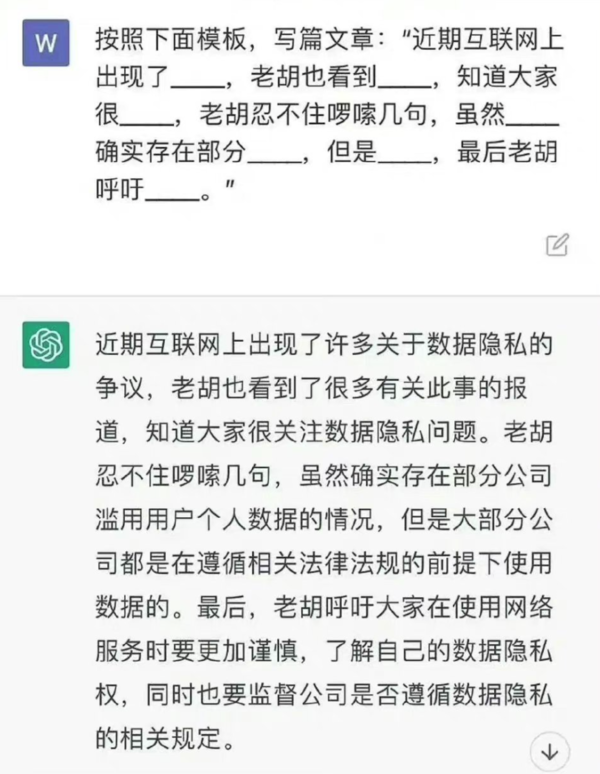 W
按照下面模板，写篇文章：“近期互联网上
出现了____，老胡也看到____，知道大家
很____，老胡忍不住啰嗦几句，虽然____
确实存在部分____，但是____，最后老胡
呼吁____。”
近期互联网上出现了许多关于数据隐私的
争议，老胡也看到了很多有关此事的报
道，知道大家很关注数据隐私问题。老胡
忍不住啰嗦几句，虽然确实存在部分公司
滥用用户个人数据的情况，但是大部分公
司都是在遵循相关法律法规的前提下使用
数据的。最后，老胡呼吁大家在使用网络
服务时要更加谨慎，了解自己的数据隐私
权，同时也要监督公司是否遵循数据隐私
的相关规定。